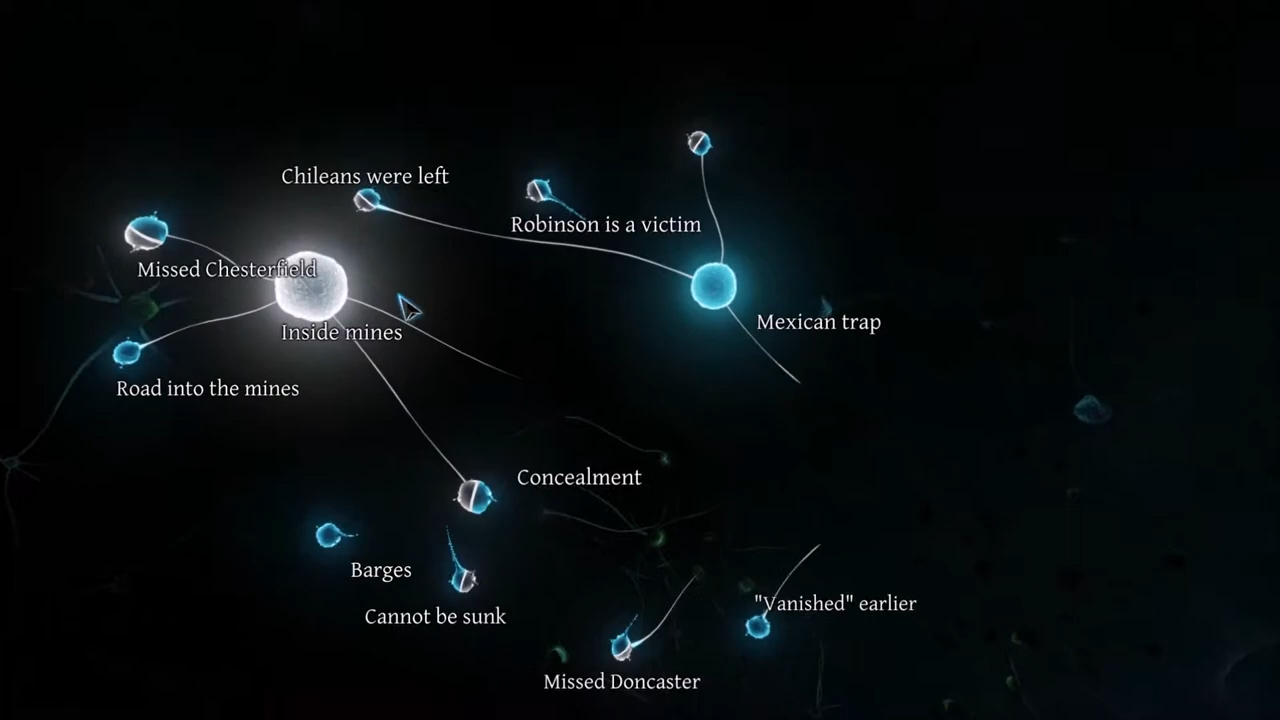 Chileans were left
Robinson is a victim
Missed Chesterfield
Mexican trap
Inside mines
Road into the mines
Concealment
Barges
"Vanished" earlier
Cannot be sunk
Missed Doncaster